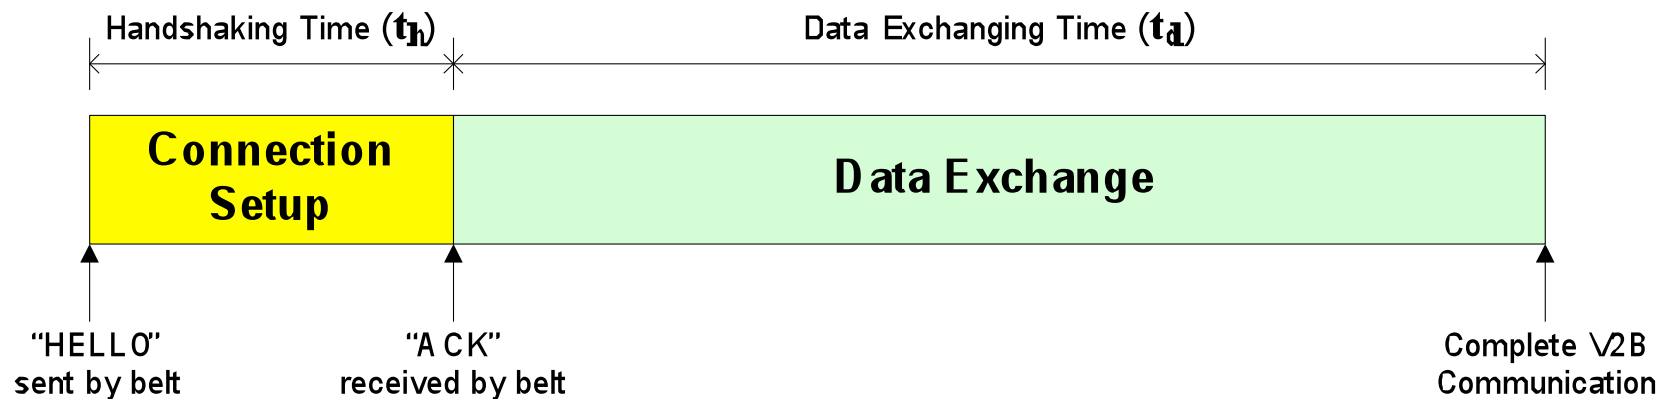 Handshaking Time (th)
Data Exchanging Time (td)
Connection
Setup
Data Exchange
“HELLO”
sent by belt
“ACK”
received by belt
Complete V2B
Communication